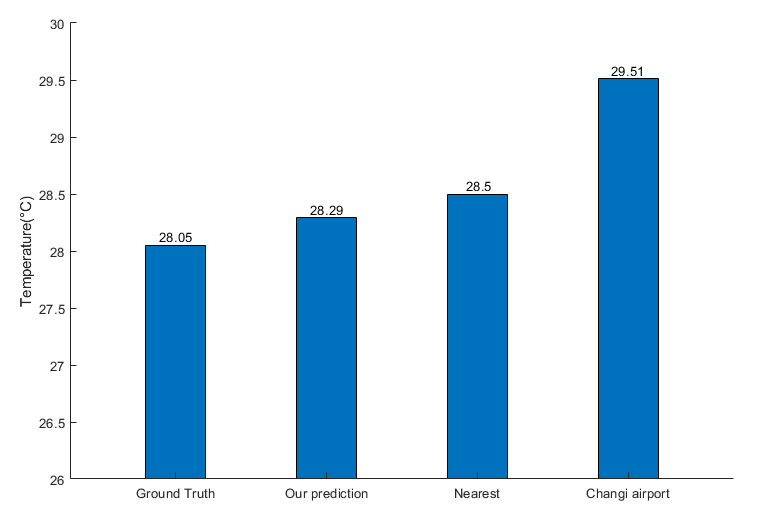 30
29.5
29
28.5
28
27.5
27
26.5
26
Temperature(°C)
28.05
28.29
28.5
29.51
Ground Truth
Our prediction
Nearest
Changi airport